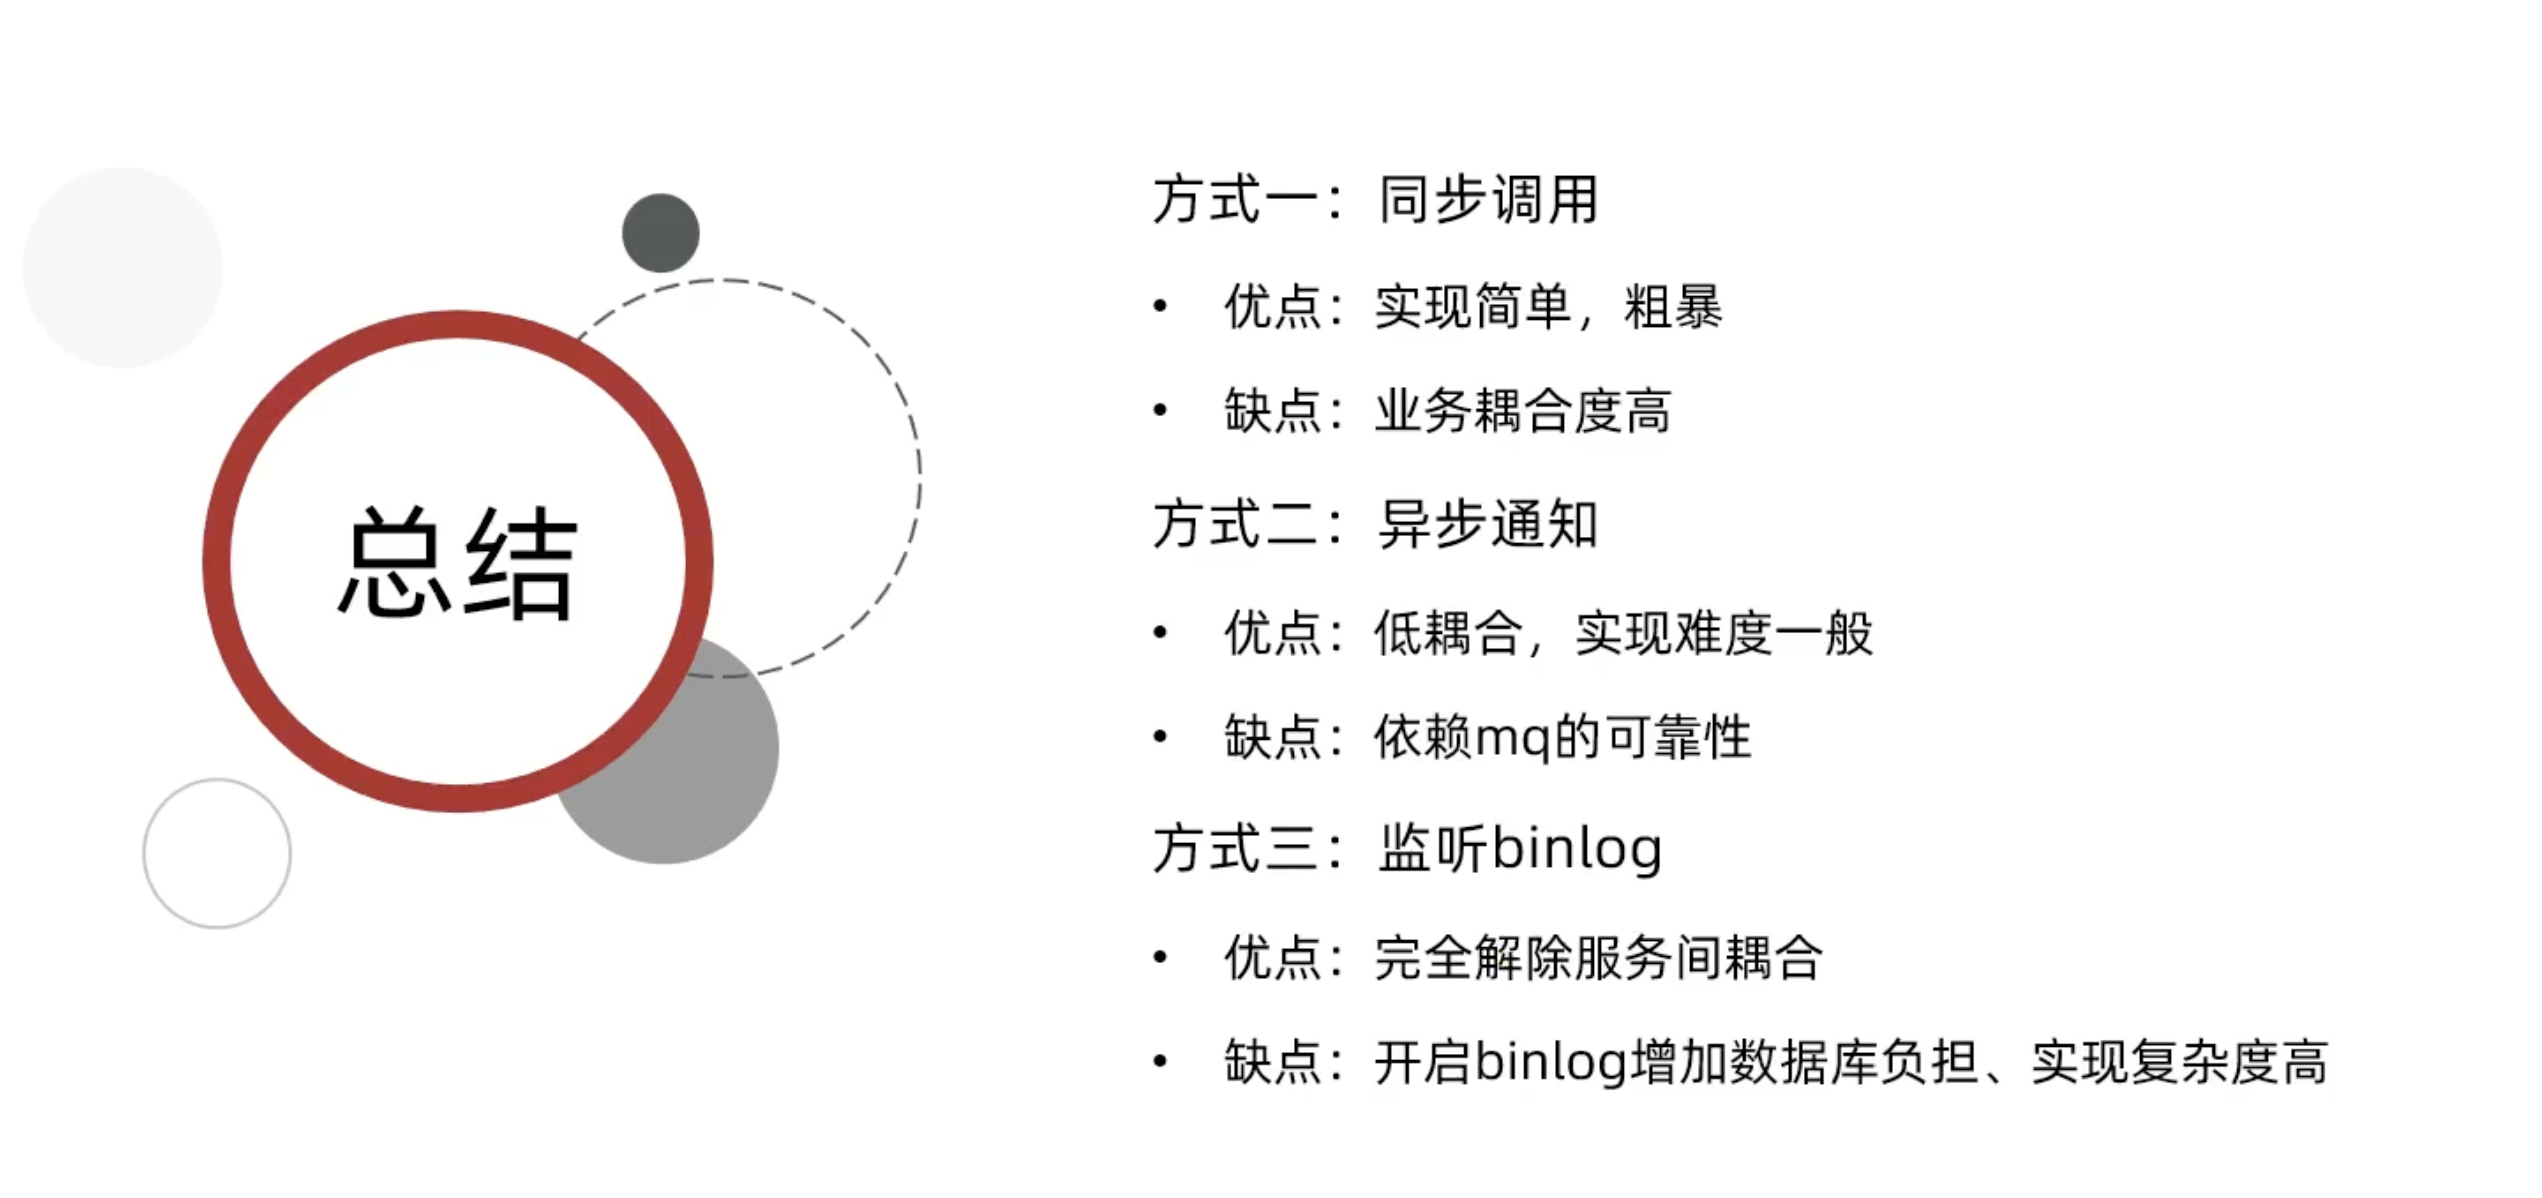 总结
方式一：同步调用
• 优点：实现简单，粗暴
• 缺点：业务耦合度高
方式二：异步通知
• 优点：低耦合，实现难度一般
• 缺点：依赖mq的可靠性
方式三：监听binlog
• 优点：完全解除服务间耦合
• 缺点：开启binlog增加数据库负担、实现复杂度高